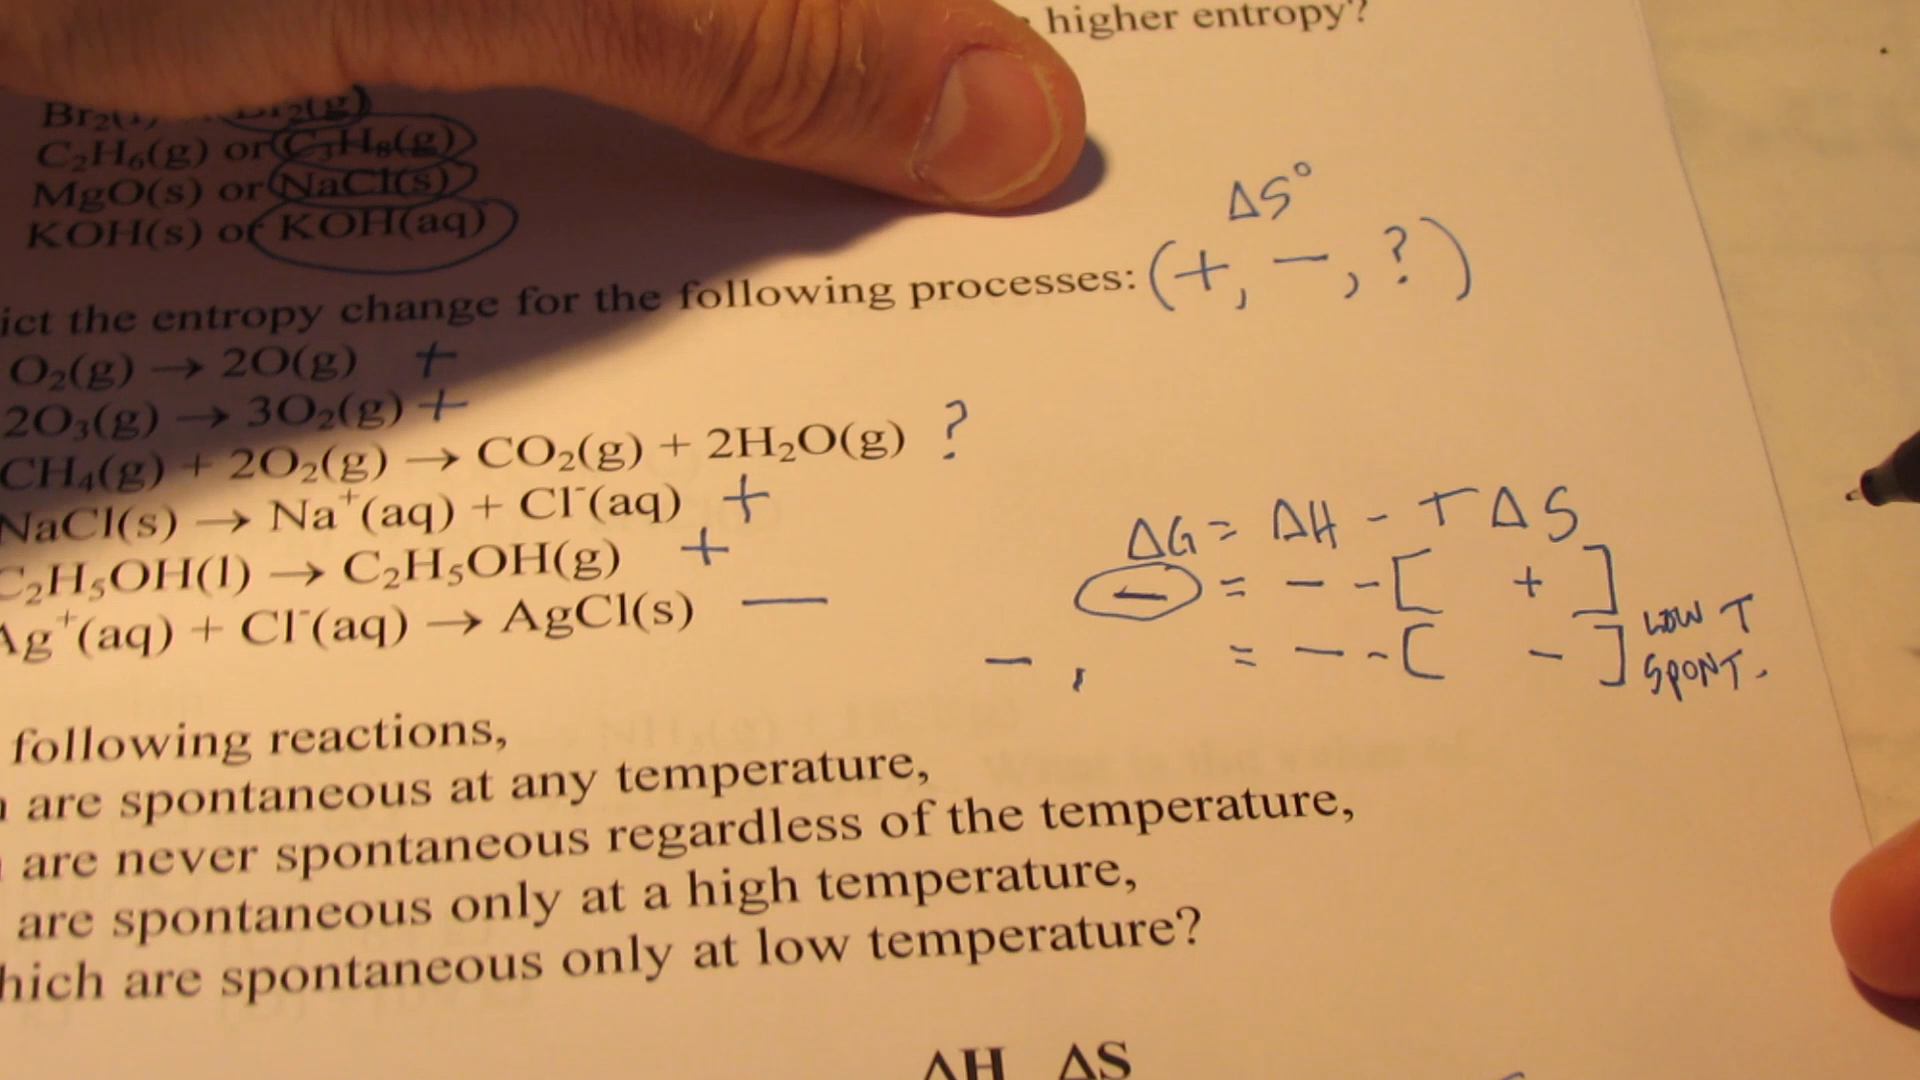 higher entropy?
Br₂(l) Br₂(g)
C₂H₆(g) or C₃H₈(g)
MgO(s) or NaCl(s)
KOH(s) or KOH(aq)
ΔS°
ict the entropy change for the following processes: (+, −, ?)
O₂(g) → 2O(g) +
2O₃(g) → 3O₂(g) +
CH₄(g) + 2O₂(g) → CO₂(g) + 2H₂O(g) ?
NaCl(s) → Na⁺(aq) + Cl⁻(aq) +
C₂H₅OH(l) → C₂H₅OH(g) +
Ag⁺(aq) + Cl⁻(aq) → AgCl(s) −
ΔG = ΔH - TΔS
− = − - [ + ]
− , = − - [ − ] LOW T
SPONT.
following reactions,
are spontaneous at any temperature,
are never spontaneous regardless of the temperature,
are spontaneous only at a high temperature,
hich are spontaneous only at low temperature?
ΔH ΔS